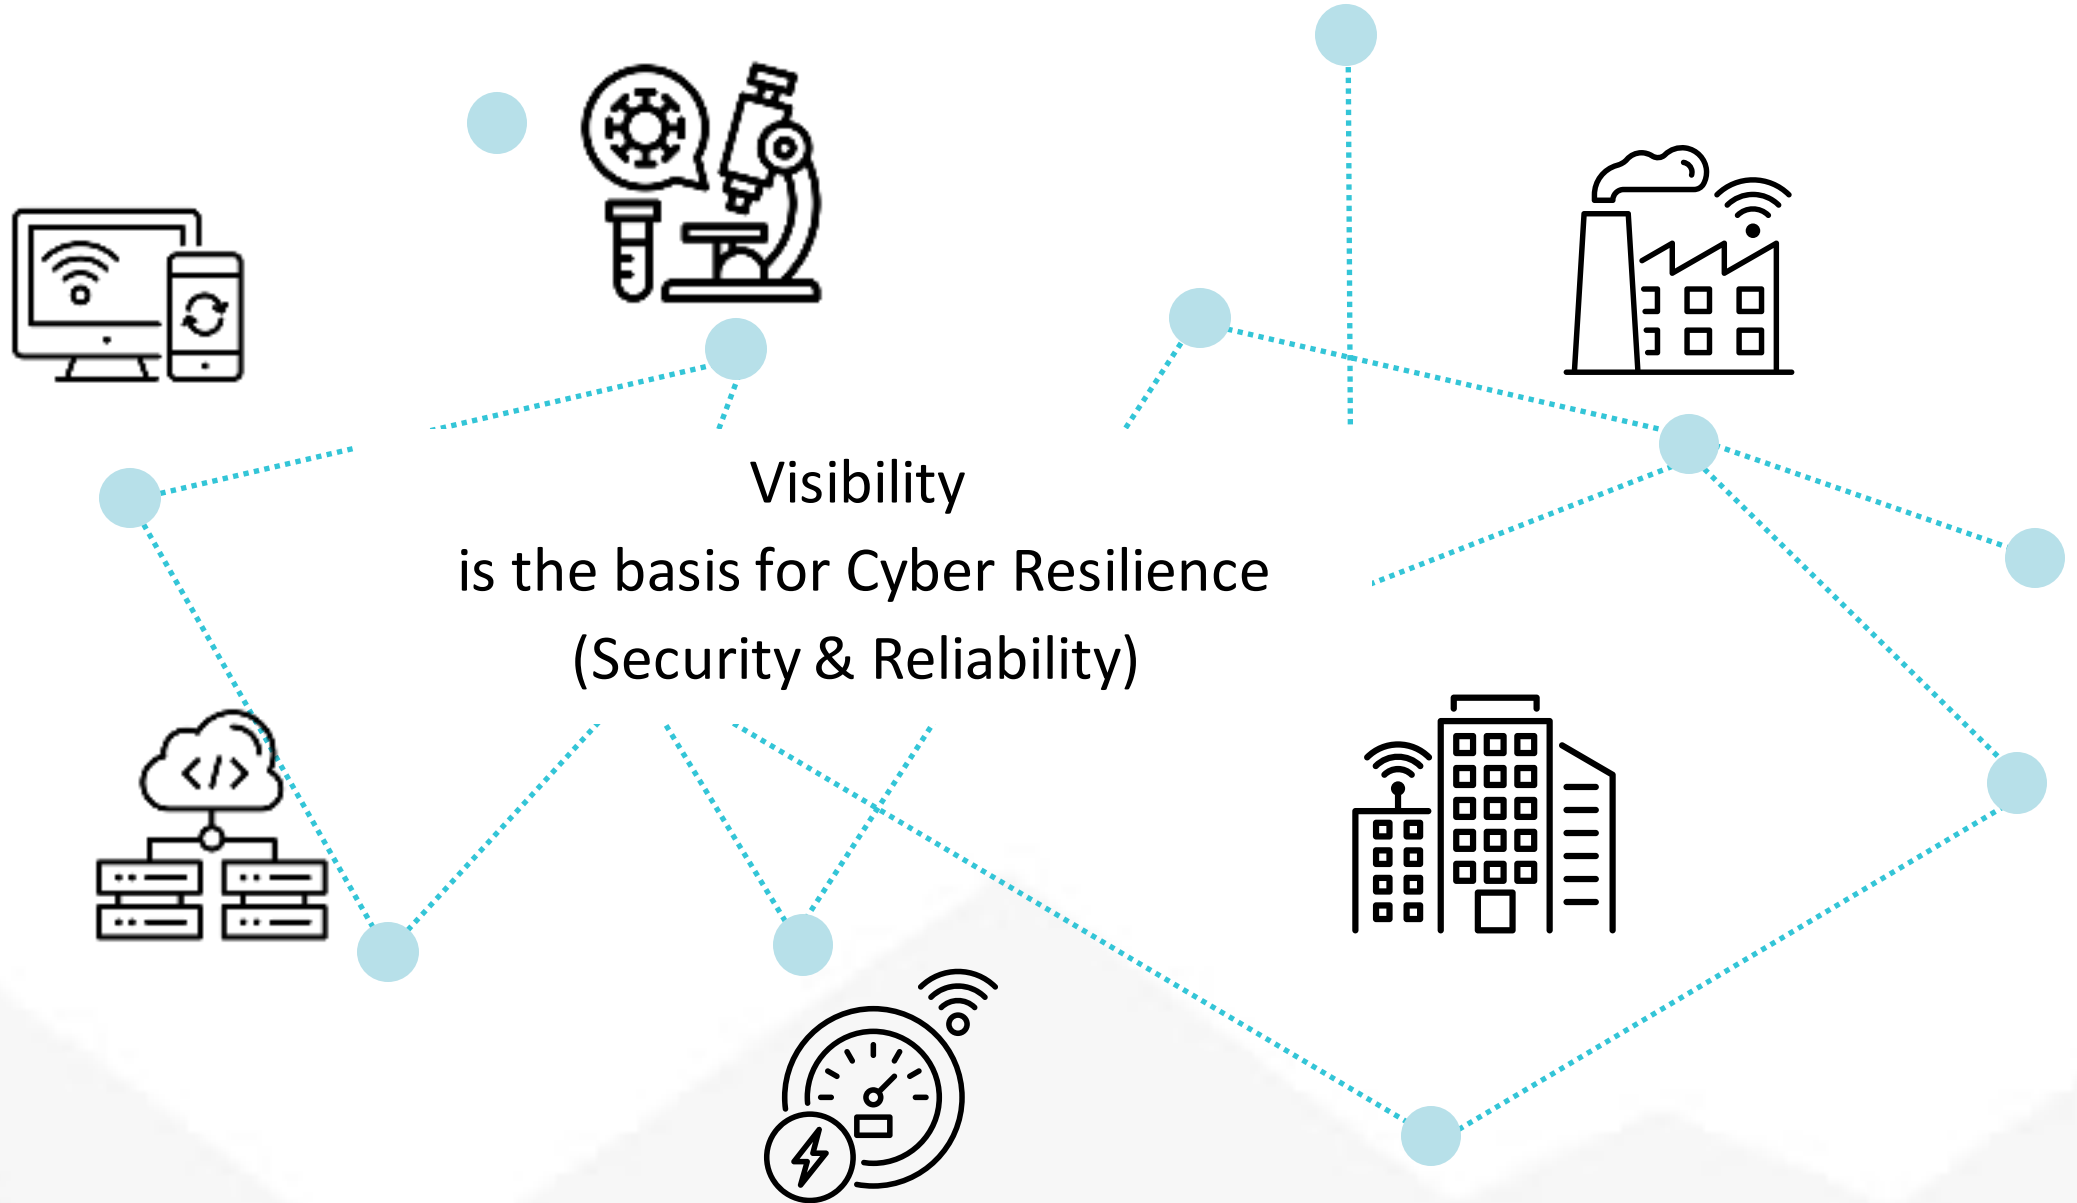 Visibility
is the basis for Cyber Resilience
(Security & Reliability)